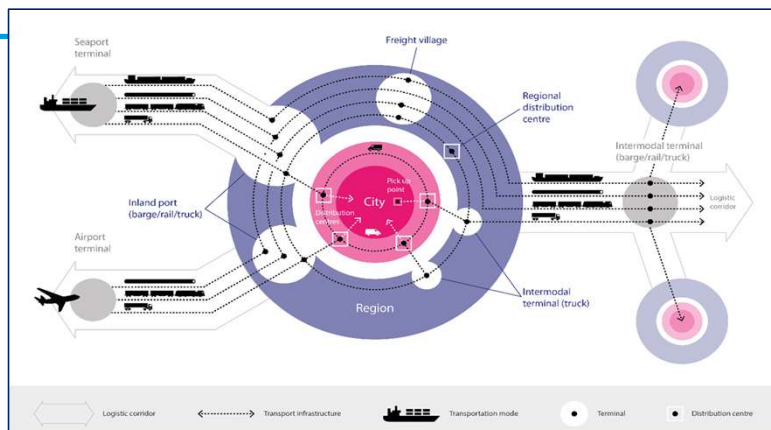 Seaport
terminal
Freight village
Regional
distribution
centre
Intermodal terminal
(barge/rail/truck)
Pick up
point
City
Logistic
corridor
Inland port
(barge/rail/truck)
Distribution
centres
Airport
terminal
Intermodal
terminal (truck)
Region
Logistic corridor
Transport infrastructure
Transportation mode
Terminal
Distribution centre